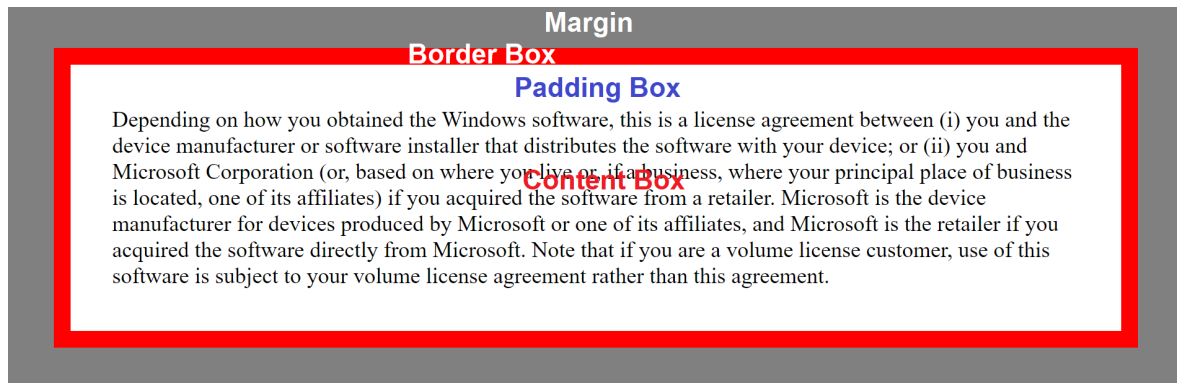 Margin
Border Box
Padding Box
Depending on how you obtained the Windows software, this is a license agreement between (i) you and the
device manufacturer or software installer that distributes the software with your device; or (ii) you and
Microsoft Corporation (or, based on where you live or, if a business, where your principal place of business
Content Box
is located, one of its affiliates) if you acquired the software from a retailer. Microsoft is the device
manufacturer for devices produced by Microsoft or one of its affiliates, and Microsoft is the retailer if you
acquired the software directly from Microsoft. Note that if you are a volume license customer, use of this
software is subject to your volume license agreement rather than this agreement.